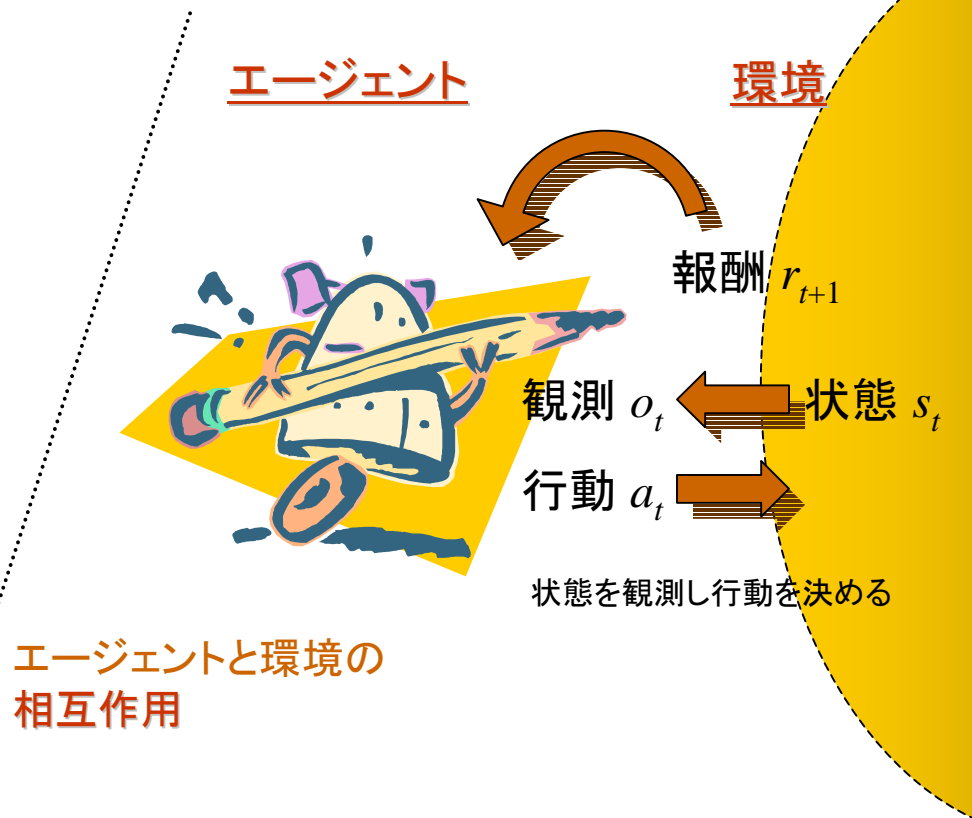 エージェント
環境
報酬 r_{t+1}
観測 o_t
状態 s_t
行動 a_t
状態を観測し行動を決める
エージェントと環境の
相互作用